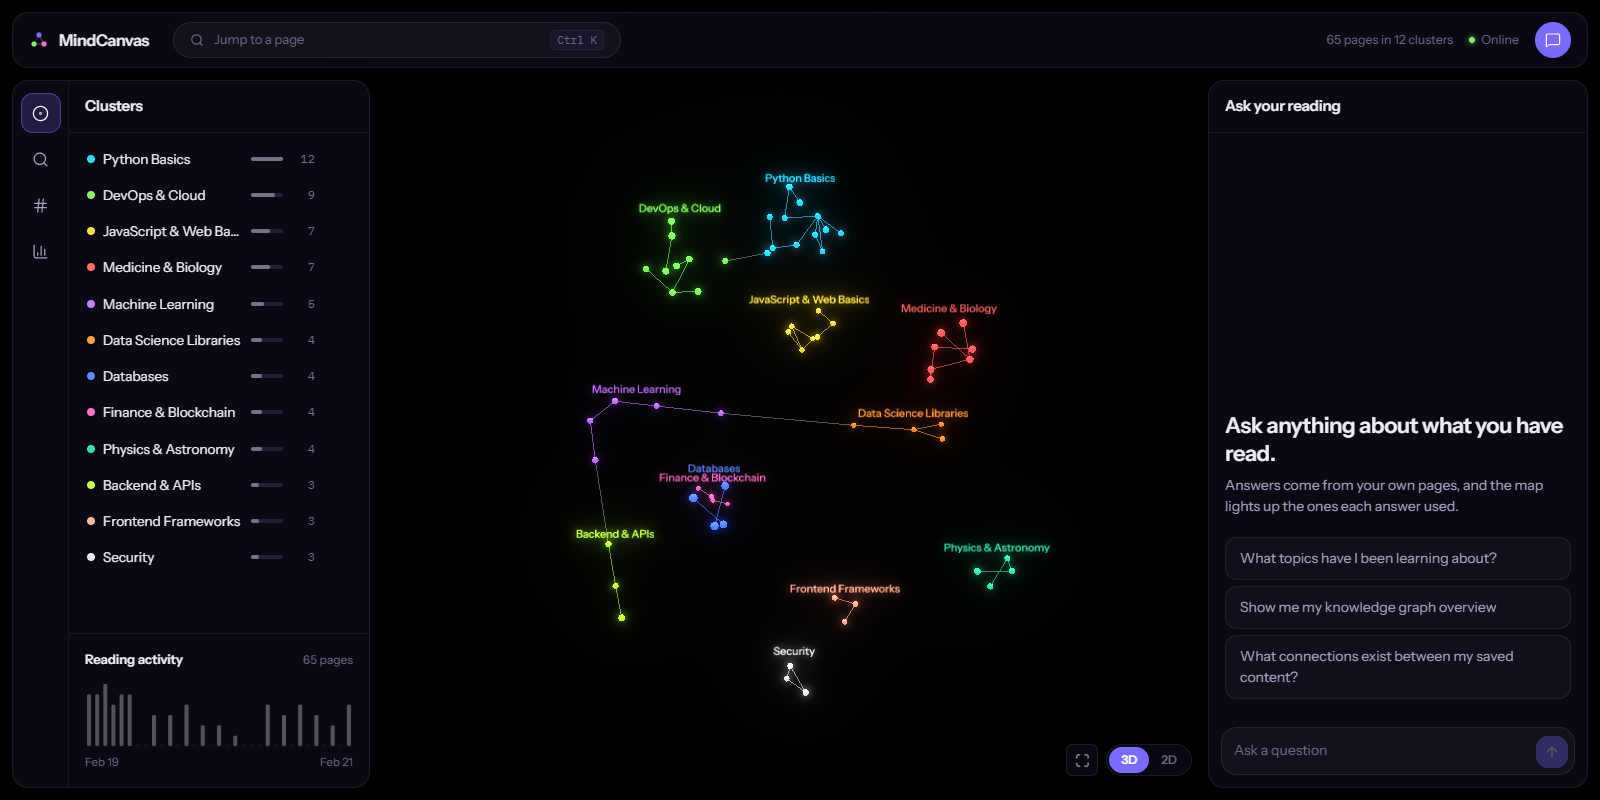 MindCanvas
Jump to a page
Ctrl K
65 pages in 12 clusters
Online
Clusters
Python Basics 12
DevOps & Cloud 9
JavaScript & Web Ba... 7
Medicine & Biology 7
Machine Learning 5
Data Science Libraries 4
Databases 4
Finance & Blockchain 4
Physics & Astronomy 4
Backend & APIs 3
Frontend Frameworks 3
Security 3
Reading activity 65 pages
Feb 19 Feb 21
Python Basics
DevOps & Cloud
JavaScript & Web Basics
Medicine & Biology
Machine Learning
Data Science Libraries
Databases
Finance & Blockchain
Backend & APIs
Physics & Astronomy
Frontend Frameworks
Security
3D 2D
Ask your reading
Ask anything about what you have
read.
Answers come from your own pages, and the map
lights up the ones each answer used.
What topics have I been learning about?
Show me my knowledge graph overview
What connections exist between my saved
content?
Ask a question